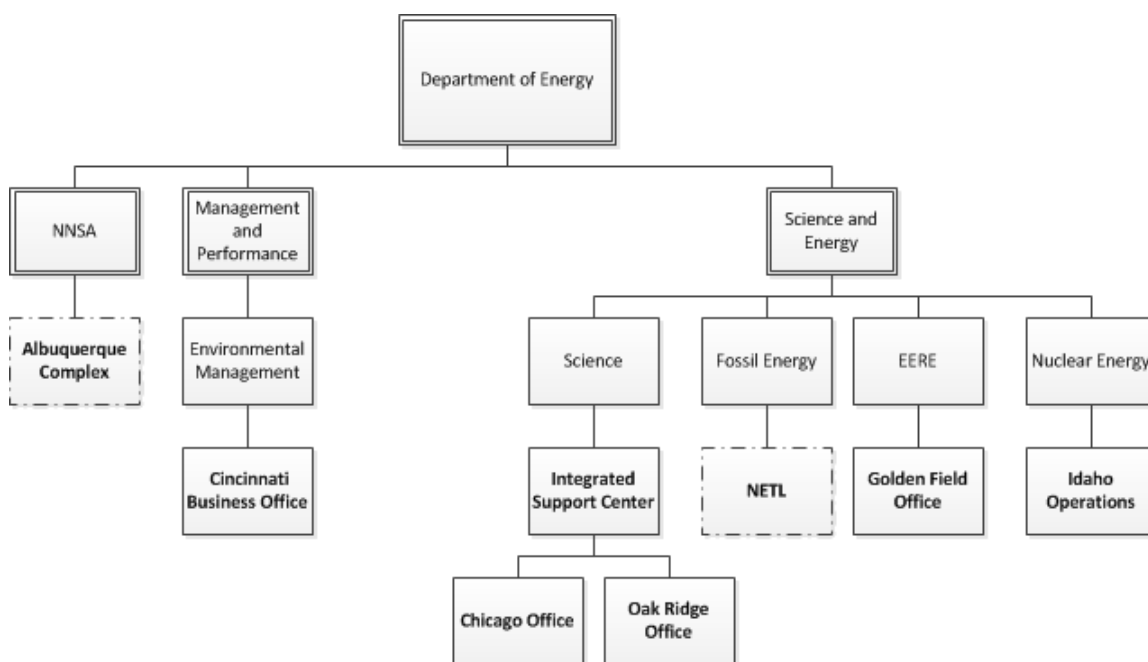 Department of Energy
NNSA
Management
and
Performance
Science and
Energy
Albuquerque
Complex
Environmental
Management
Science
Fossil Energy
EERE
Nuclear Energy
Cincinnati
Business Office
Integrated
Support Center
NETL
Golden Field
Office
Idaho
Operations
Chicago Office
Oak Ridge
Office